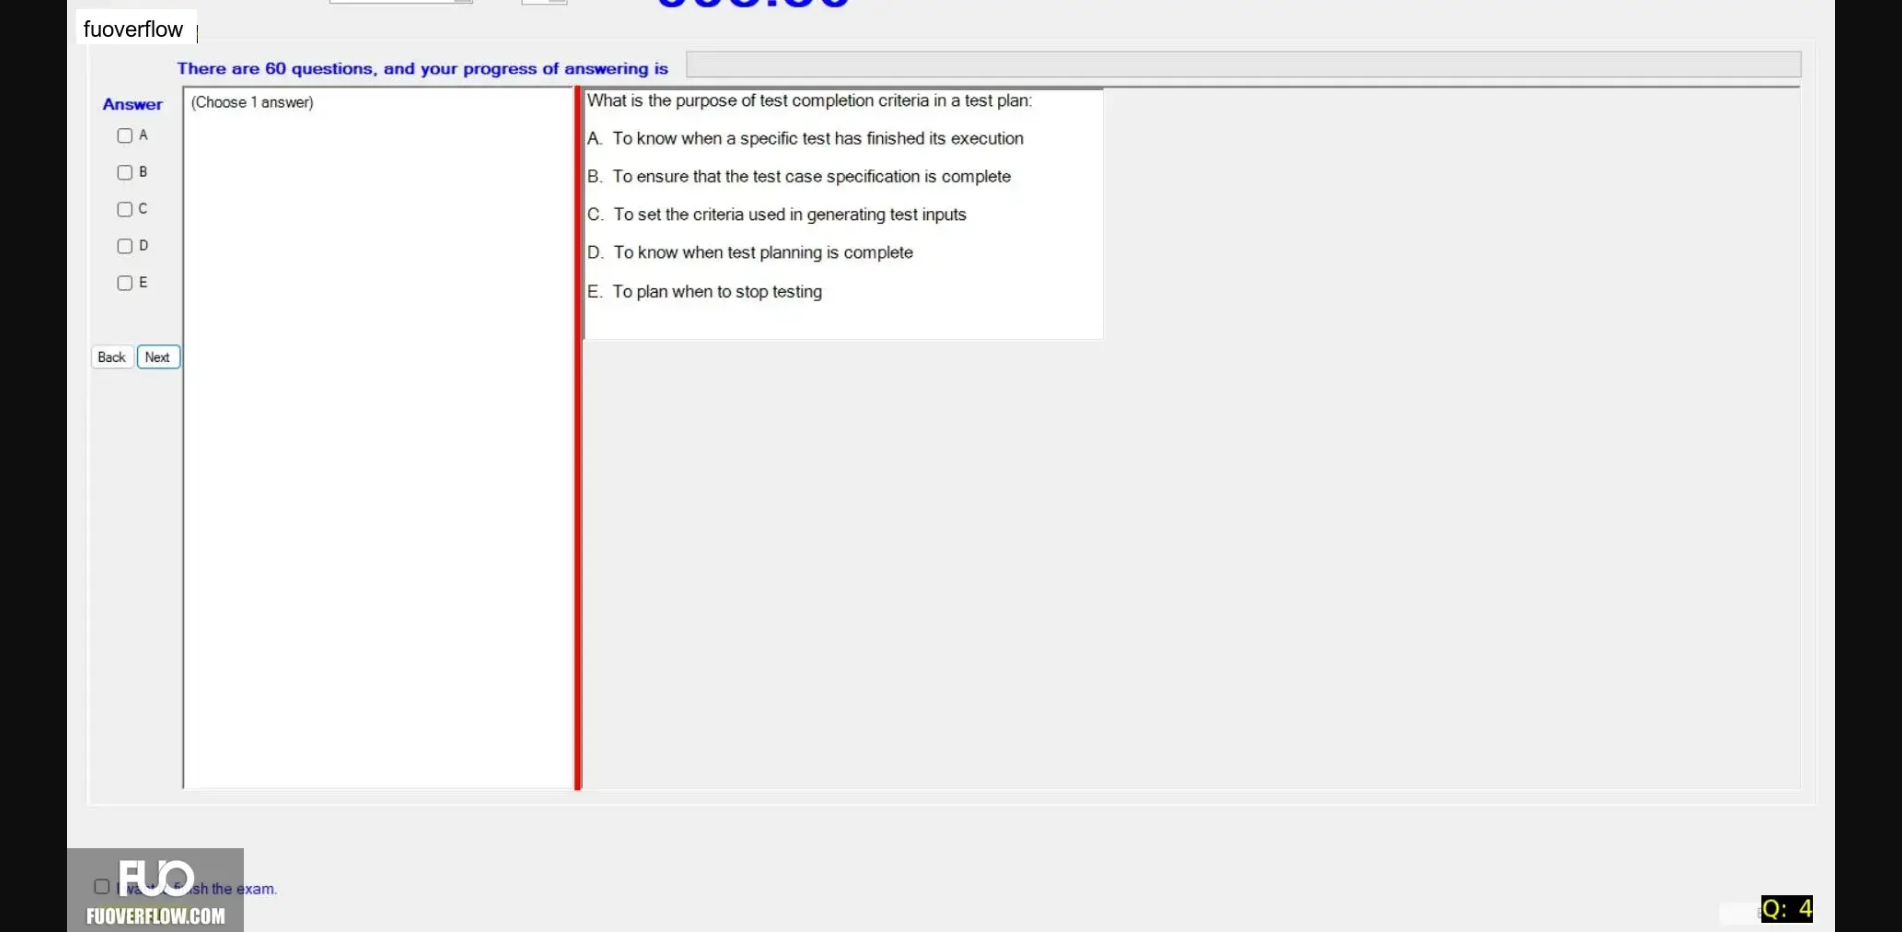 fuoverflow
There are 60 questions, and your progress of answering is
Answer
(Choose 1 answer)
A
B
C
D
E
Back Next
What is the purpose of test completion criteria in a test plan:
A. To know when a specific test has finished its execution
B. To ensure that the test case specification is complete
C. To set the criteria used in generating test inputs
D. To know when test planning is complete
E. To plan when to stop testing
FUO
the exam.
FUOVERFLOW.COM
Q: 4